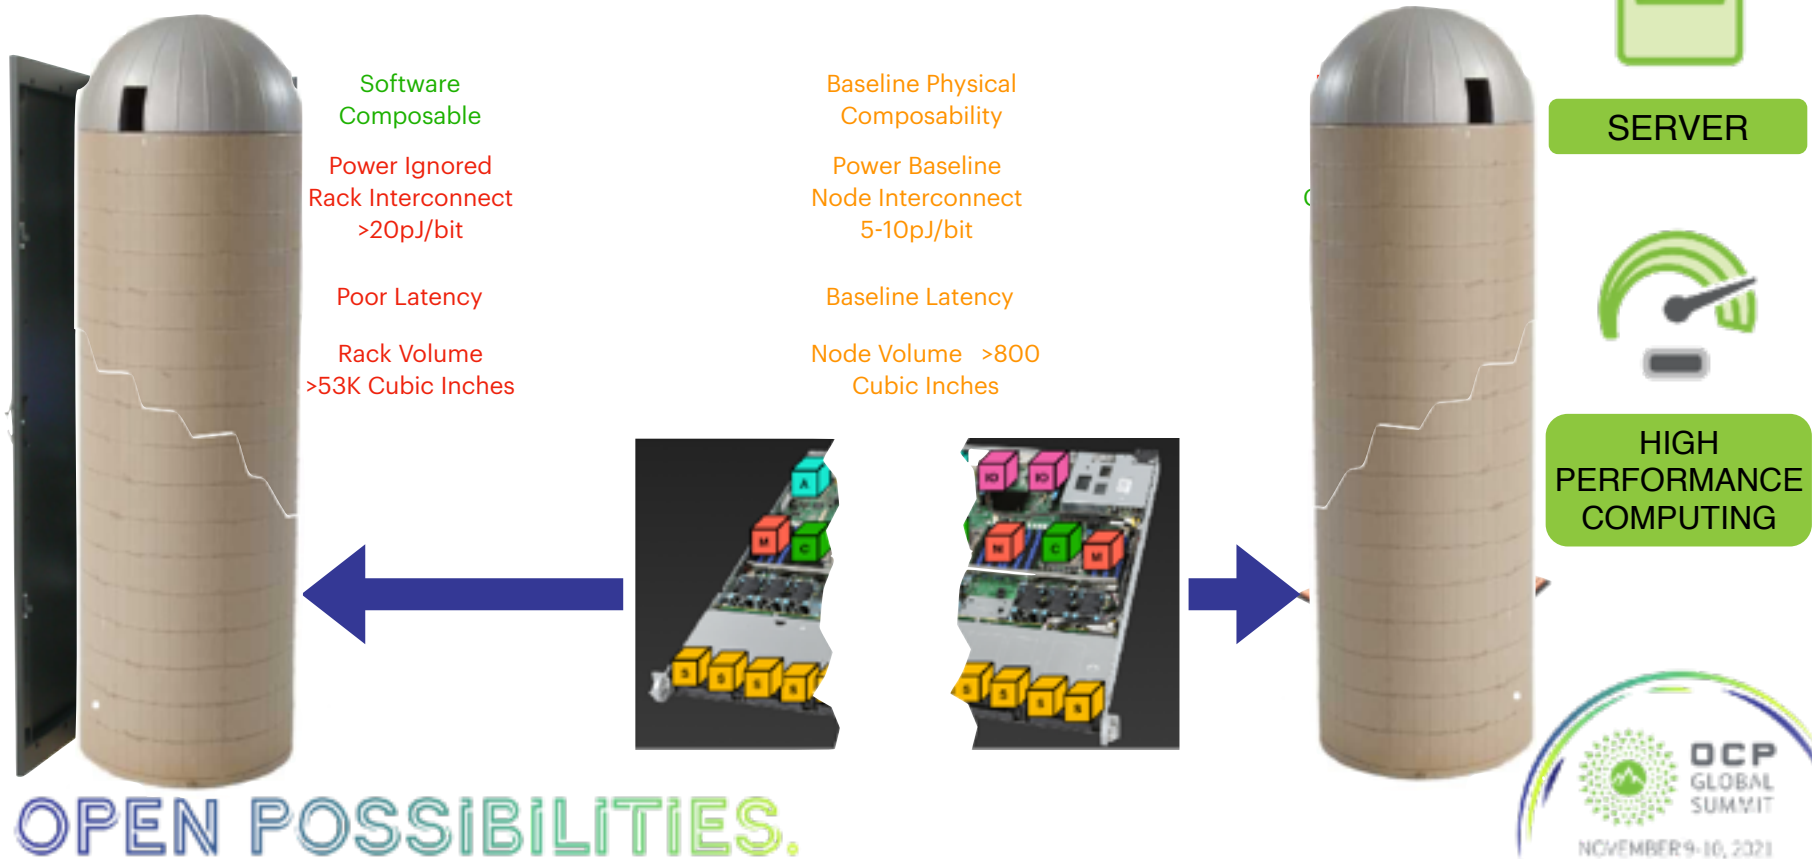 Software
Composable
Power Ignored
Rack Interconnect
>20pJ/bit
Poor Latency
Rack Volume
>53K Cubic Inches
Baseline Physical
Composability
Power Baseline
Node Interconnect
5-10pJ/bit
Baseline Latency
Node Volume >800
Cubic Inches
A
M
C
S
S
S
S
IO
IO
C
M
S
S
S
S
SERVER
HIGH
PERFORMANCE
COMPUTING
OPEN POSSIBILITIES.
OCP
GLOBAL
SUMMIT
NOVEMBER 9-10, 2021